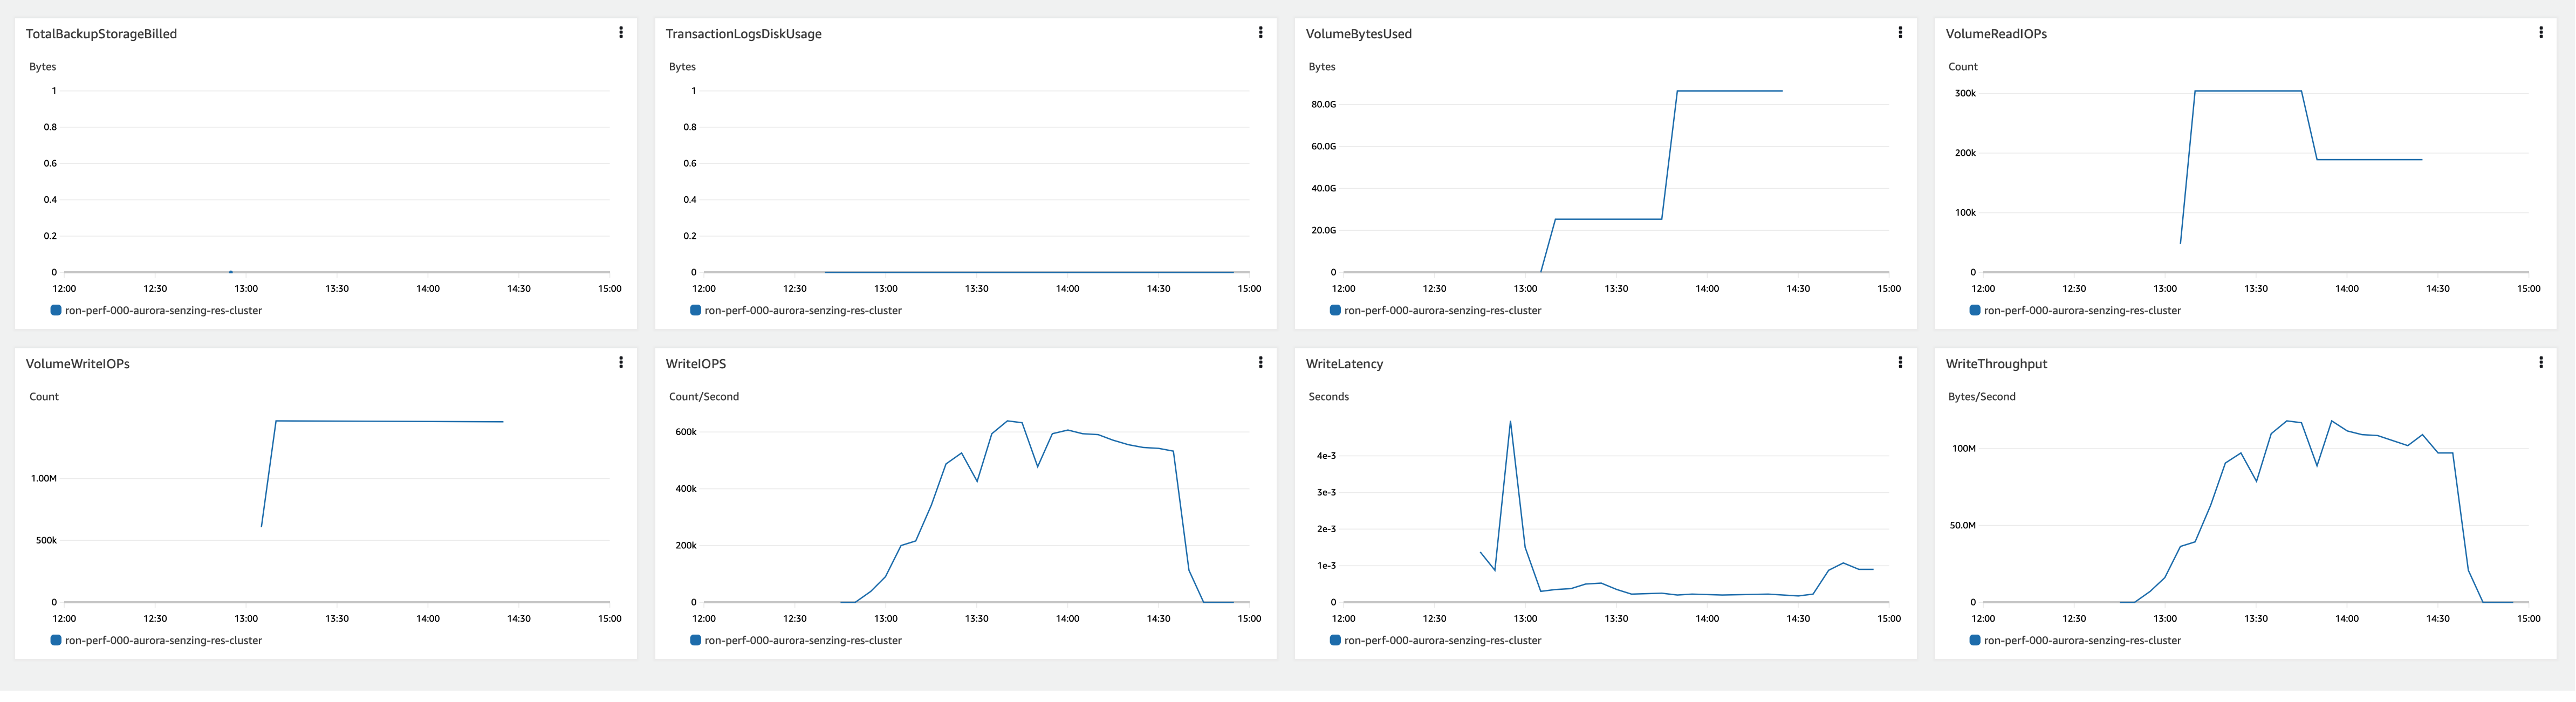 TotalBackupStorageBilled
Bytes
1
0.8
0.6
0.4
0.2
0
12:00 12:30 13:00 13:30 14:00 14:30 15:00
ron-perf-000-aurora-senzing-res-cluster
TransactionLogsDiskUsage
Bytes
1
0.8
0.6
0.4
0.2
0
12:00 12:30 13:00 13:30 14:00 14:30 15:00
ron-perf-000-aurora-senzing-res-cluster
VolumeBytesUsed
Bytes
80.0G
60.0G
40.0G
20.0G
0
12:00 12:30 13:00 13:30 14:00 14:30 15:00
ron-perf-000-aurora-senzing-res-cluster
VolumeReadIOPs
Count
300k
200k
100k
0
12:00 12:30 13:00 13:30 14:00 14:30 15:00
ron-perf-000-aurora-senzing-res-cluster
VolumeWriteIOPs
Count
1.00M
500k
0
12:00 12:30 13:00 13:30 14:00 14:30 15:00
ron-perf-000-aurora-senzing-res-cluster
WriteIOPS
Count/Second
600k
400k
200k
0
12:00 12:30 13:00 13:30 14:00 14:30 15:00
ron-perf-000-aurora-senzing-res-cluster
WriteLatency
Seconds
4e-3
3e-3
2e-3
1e-3
0
12:00 12:30 13:00 13:30 14:00 14:30 15:00
ron-perf-000-aurora-senzing-res-cluster
WriteThroughput
Bytes/Second
100M
50.0M
0
12:00 12:30 13:00 13:30 14:00 14:30 15:00
ron-perf-000-aurora-senzing-res-cluster